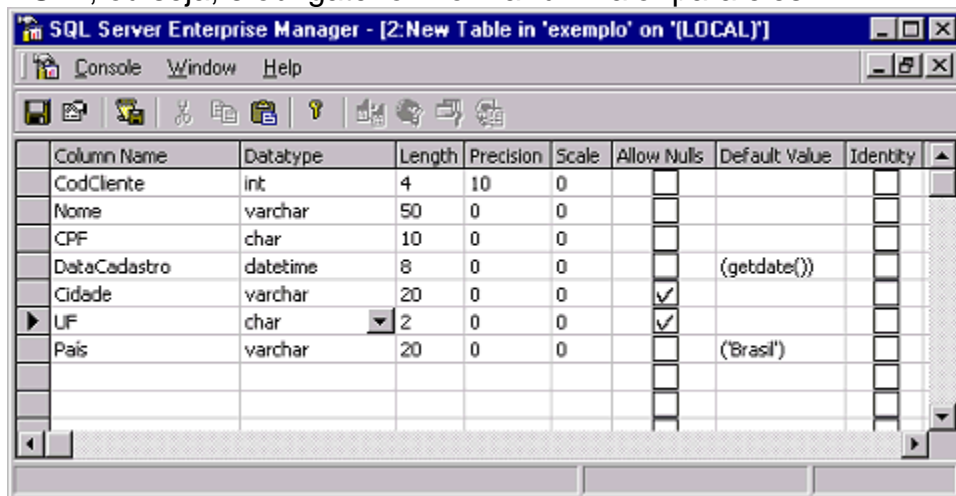 SQL Server Enterprise Manager - [2:New Table in 'exemplo' on '(LOCAL)']
Console Window Help
Column Name Datatype Length Precision Scale Allow Nulls Default Value Identity
CodCliente int 4 10 0
Nome varchar 50 0 0
CPF char 10 0 0
DataCadastro datetime 8 0 0 (getdate())
Cidade varchar 20 0 0
UF char 2 0 0
País varchar 20 0 0 ('Brasil')